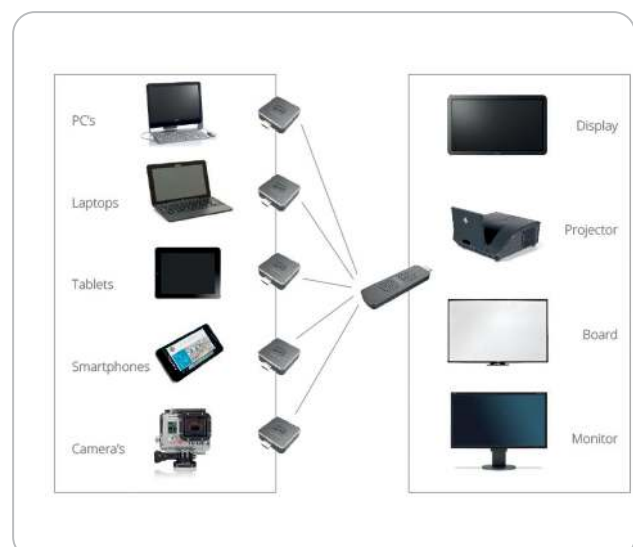 PC's
Laptops
Tablets
Smartphones
Camera's
Display
Projector
Board
Monitor